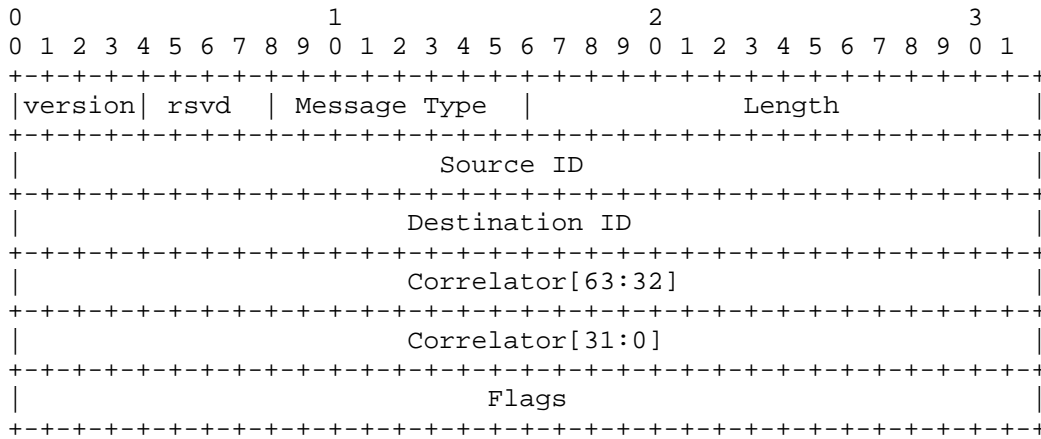 0                   1                   2                   3
0 1 2 3 4 5 6 7 8 9 0 1 2 3 4 5 6 7 8 9 0 1 2 3 4 5 6 7 8 9 0 1
+-+-+-+-+-+-+-+-+-+-+-+-+-+-+-+-+-+-+-+-+-+-+-+-+-+-+-+-+-+-+-+-+
|version| rsvd  | Message Type  |             Length            |
+-+-+-+-+-+-+-+-+-+-+-+-+-+-+-+-+-+-+-+-+-+-+-+-+-+-+-+-+-+-+-+-+
|                          Source ID                            |
+-+-+-+-+-+-+-+-+-+-+-+-+-+-+-+-+-+-+-+-+-+-+-+-+-+-+-+-+-+-+-+-+
|                        Destination ID                         |
+-+-+-+-+-+-+-+-+-+-+-+-+-+-+-+-+-+-+-+-+-+-+-+-+-+-+-+-+-+-+-+-+
|                        Correlator[63:32]                      |
+-+-+-+-+-+-+-+-+-+-+-+-+-+-+-+-+-+-+-+-+-+-+-+-+-+-+-+-+-+-+-+-+
|                        Correlator[31:0]                       |
+-+-+-+-+-+-+-+-+-+-+-+-+-+-+-+-+-+-+-+-+-+-+-+-+-+-+-+-+-+-+-+-+
|                             Flags                             |
+-+-+-+-+-+-+-+-+-+-+-+-+-+-+-+-+-+-+-+-+-+-+-+-+-+-+-+-+-+-+-+-+